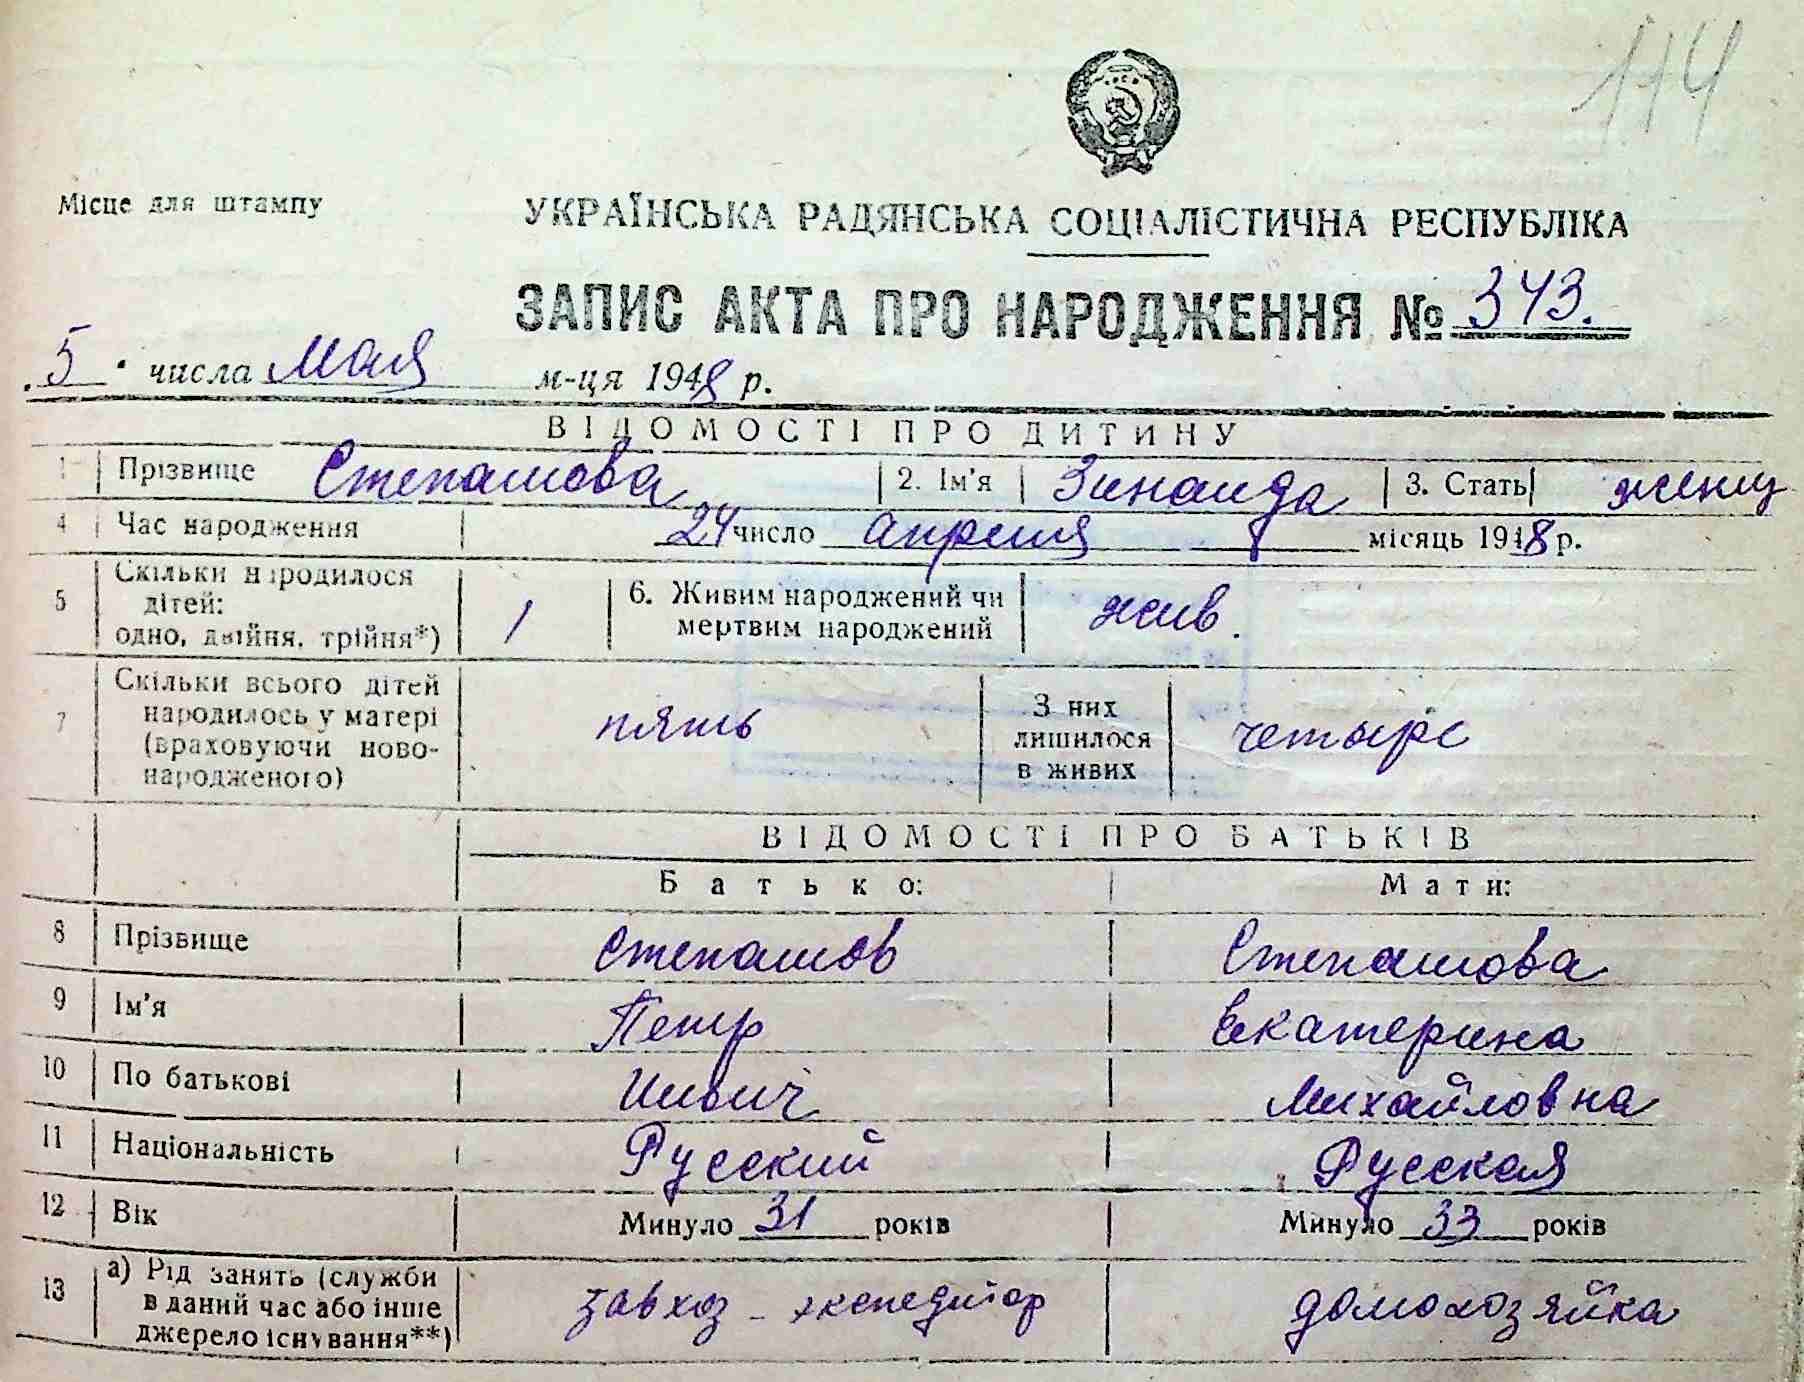 114
Місце для штампу
УКРАЇНСЬКА РАДЯНСЬКА СОЦІАЛІСТИЧНА РЕСПУБЛІКА
ЗАПИС АКТА ПРО НАРОДЖЕННЯ № 343.
5 числа Мая м-ця 1948 р.
ВІДОМОСТІ ПРО ДИТИНУ
1 Прізвище Степашова 2. Ім'я Зинаида 3. Стать женщ
4 Час народження 24 число апреля місяць 1948 р.
5 Скільки народилося дітей: одно, двійня, трійня*) 1 6. Живим народжений чи мертвим народжений жив.
7 Скільки всього дітей народилось у матері (враховуючи новонародженого) пять З них лишилося в живих четыре
ВІДОМОСТІ ПРО БАТЬКІВ
Батько: Мати:
8 Прізвище Степашов Степашова
9 Ім'я Петр Екатерина
10 По батькові Ильич Михайловна
11 Національність Русский Русская
12 Вік Минуло 31 років Минуло 33 років
13 а) Рід занять (служби в даний час або інше джерело існування**) завхоз - экспедитор домохозяйка